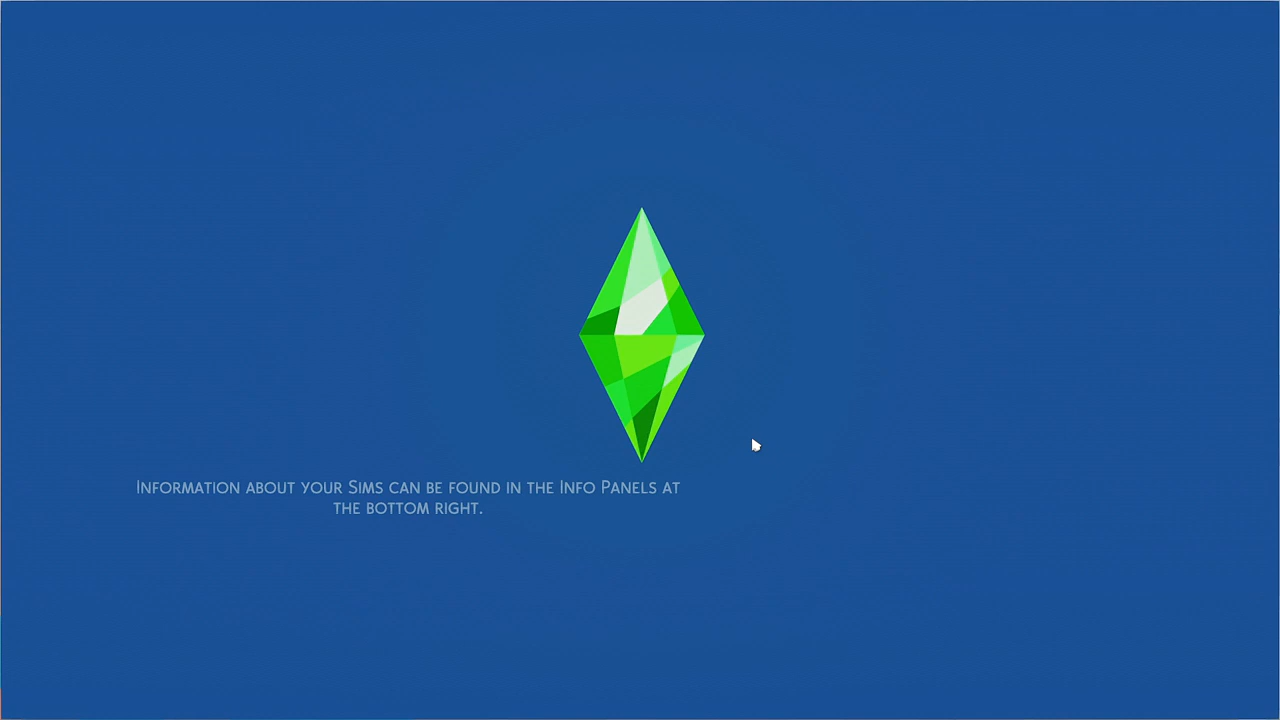 Information about your Sims can be found in the Info Panels at
the bottom right.